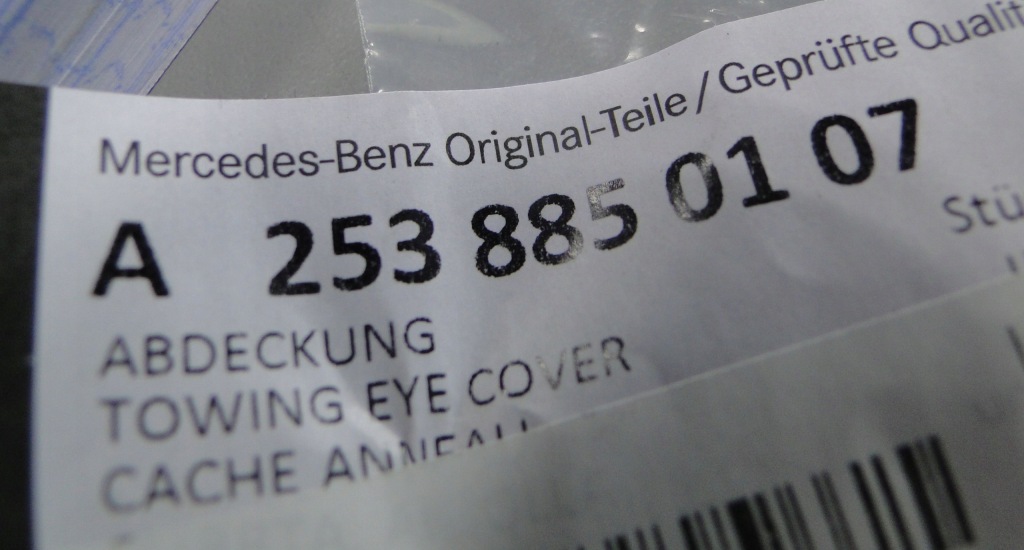 Mercedes-Benz Original-Teile / Geprüfte
A 253 885 01 07
ABDECKUNG
TOWING EYE COVER
CACHE